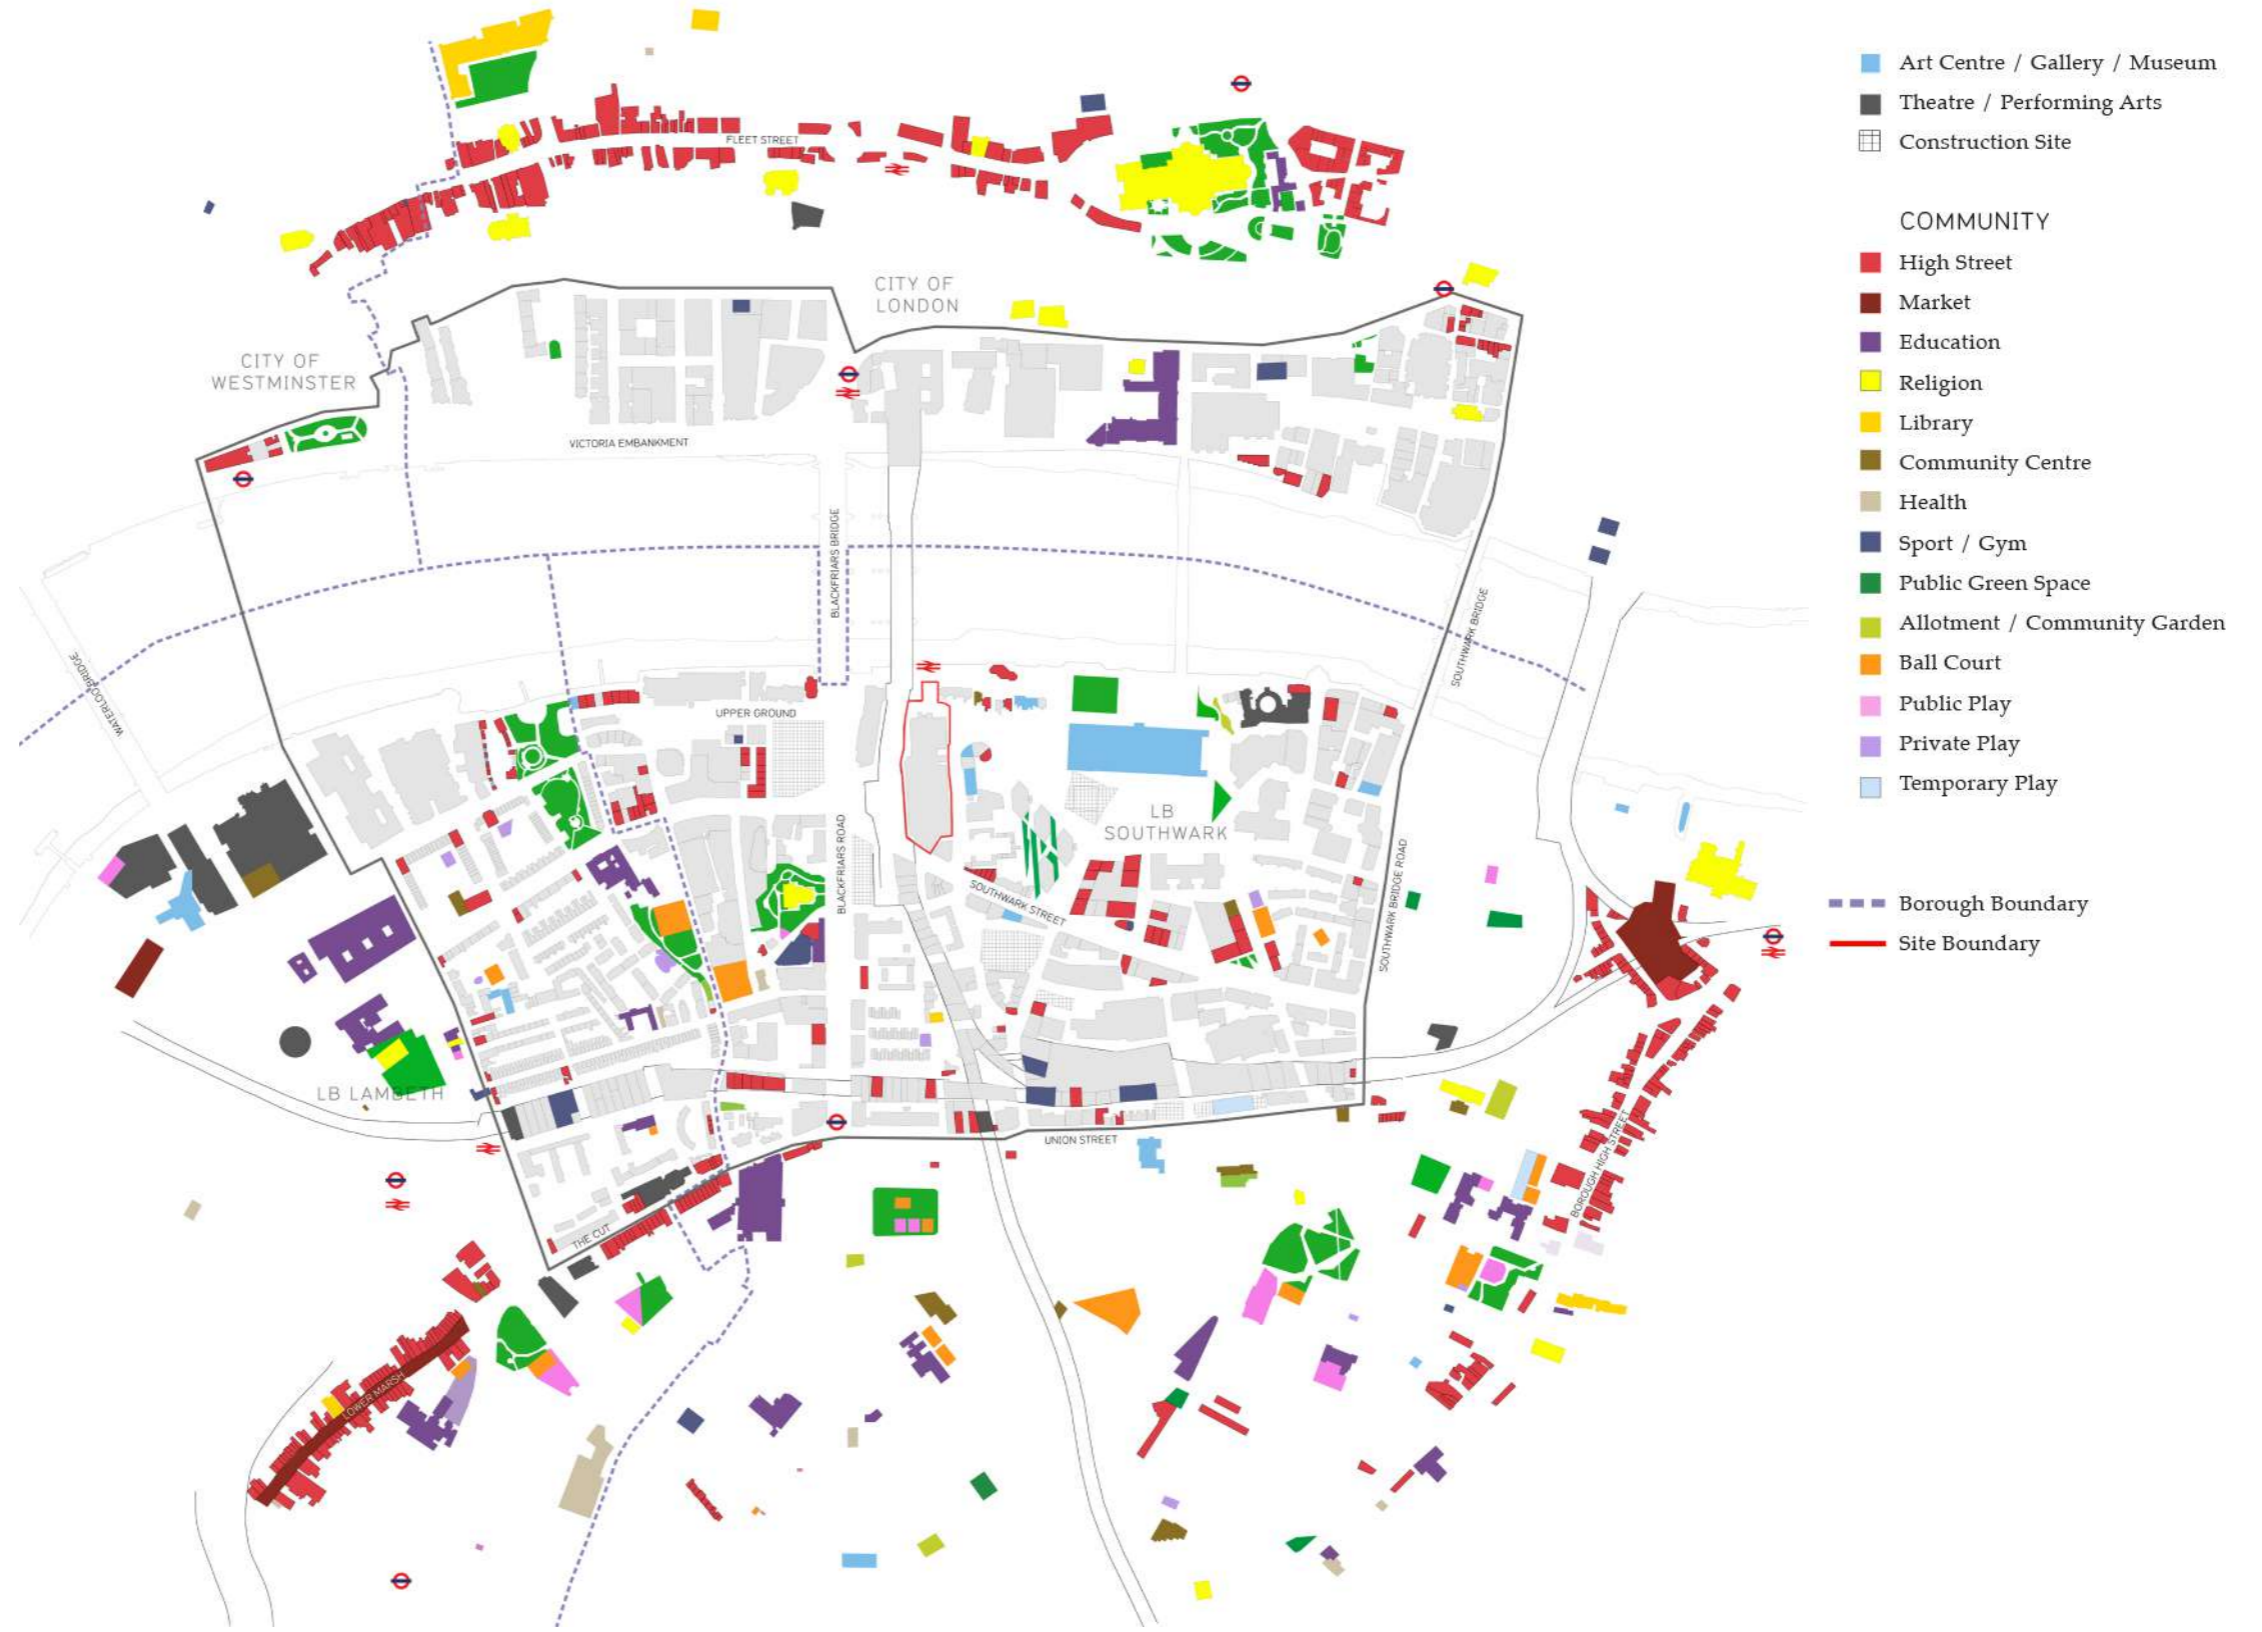 FLEET STREET
CITY OF
LONDON
CITY OF
WESTMINSTER
VICTORIA EMBANKMENT
BLACKFRIARS BRIDGE
SOUTHWARK BRIDGE
WATERLOO BRIDGE
UPPER GROUND
LB
SOUTHWARK
BLACKFRIARS ROAD
SOUTHWARK STREET
SOUTHWARK BRIDGE ROAD
LB LAMBETH
UNION STREET
BOROUGH HIGH STREET
THE CUT
LOWER MARSH
Art Centre / Gallery / Museum
Theatre / Performing Arts
Construction Site
COMMUNITY
High Street
Market
Education
Religion
Library
Community Centre
Health
Sport / Gym
Public Green Space
Allotment / Community Garden
Ball Court
Public Play
Private Play
Temporary Play
Borough Boundary
Site Boundary